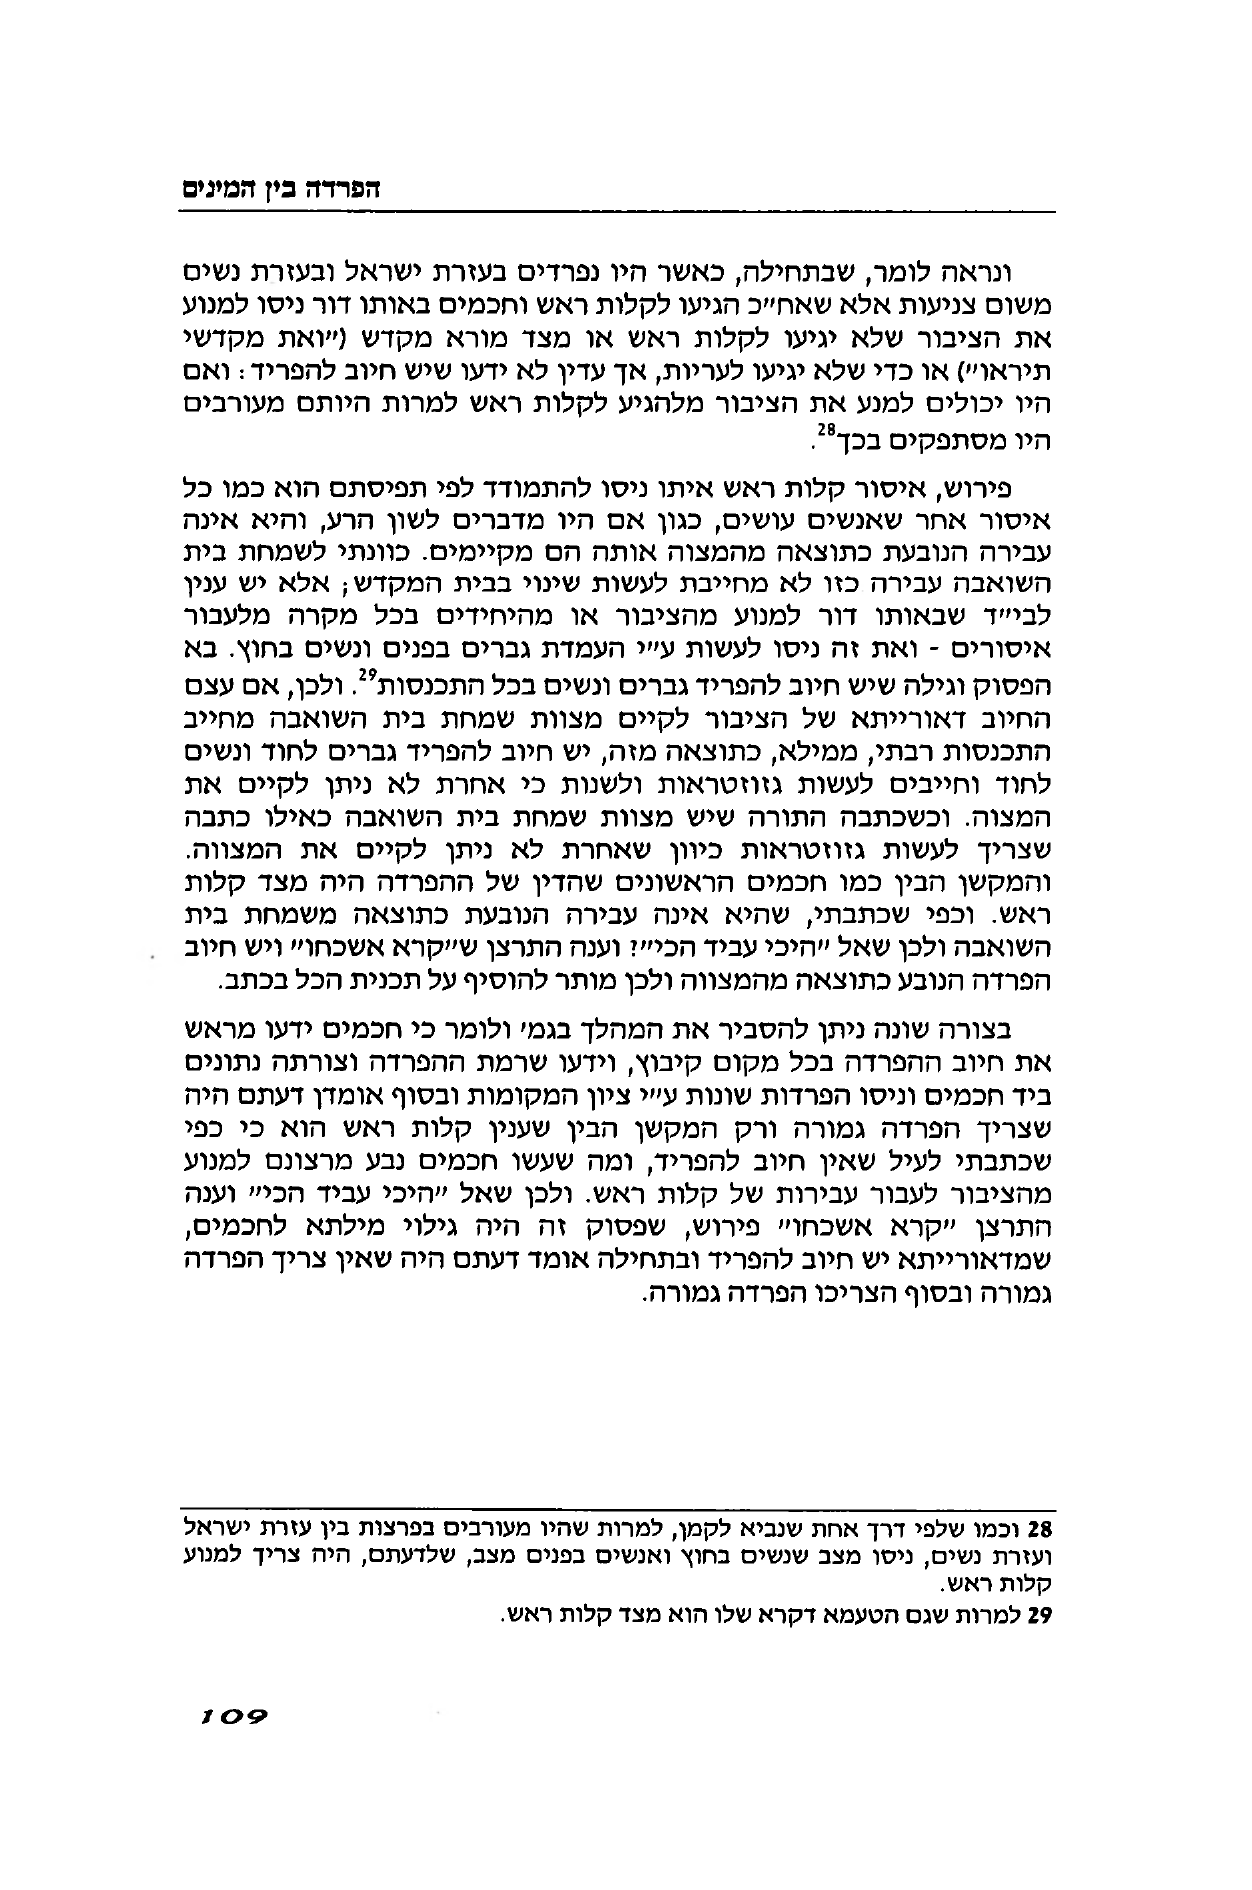 הפרדה בין המינים
ונראה לומר, שבתחילה, כאשר היו נפרדים בעזרת ישראל ובעזרת נשים
משום צניעות אלא שאח״כ הגיעו לקלות ראש וחכמים באותו דור ניסו למנוע
את הציבור שלא יגיעו לקלות ראש או מצד מורא מקדש (״ואת מקדשי
תיראו״) או כדי שלא יגיעו לעריות, אך עדין לא ידעו שיש חיוב להפריד: ואם
היו יכולים למנע את הציבור מלהגיע לקלות ראש למרות היותם מעורבים
היו מסתפקים בכך28.
פירוש, איסור קלות ראש איתו ניסו להתמודד לפי תפיסתם הוא כמו כל
איסור אחר שאנשים עושים, כגון אם היו מדברים לשון הרע, והיא אינה
עבירה הנובעת כתוצאה מהמצוה אותה הם מקיימים. כוונתי לשמחת בית
השואבה עבירה כזו לא מחייבת לעשות שינוי בבית המקדש; אלא יש ענין
לבי״ד שבאותו דור למנוע מהציבור או מהיחידים בכל מקרה מלעבור
איסורים - ואת זה ניסו לעשות ע״י העמדת גברים בפנים ונשים בחוץ. בא
הפסוק וגילה שיש חיוב להפריד גברים ונשים בכל התכנסות29. ולכן, אם עצם
החיוב דאורייתא של הציבור לקיים מצוות שמחת בית השואבה מחייב
התכנסות רבתי, ממילא, כתוצאה מזה, יש חיוב להפריד גברים לחוד ונשים
לחוד וחייבים לעשות גזוזטראות ולשנות כי אחרת לא ניתן לקיים את
המצוה. וכשכתבה התורה שיש מצוות שמחת בית השואבה כאילו כתבה
שצריך לעשות גזוזטראות כיוון שאחרת לא ניתן לקיים את המצווה.
והמקשן הבין כמו חכמים הראשונים שהדין של ההפרדה היה מצד קלות
ראש. וכפי שכתבתי, שהיא אינה עבירה הנובעת כתוצאה משמחת בית
השואבה ולכן שאל ״היכי עביד הכי״? וענה התרצן ש״קרא אשכחו״ ויש חיוב
הפרדה הנובע כתוצאה מהמצווה ולכן מותר להוסיף על תכנית הכל בכתב.
בצורה שונה ניתן להסביר את המהלך בגמ׳ ולומר כי חכמים ידעו מראש
את חיוב ההפרדה בכל מקום קיבוץ, וידעו שרמת ההפרדה וצורתה נתונים
ביד חכמים וניסו הפרדות שונות ע״י ציון המקומות ובסוף אומדן דעתם היה
שצריך הפרדה גמורה ורק המקשן הבין שענין קלות ראש הוא כי כפי
שכתבתי לעיל שאין חיוב להפריד, ומה שעשו חכמים נבע מרצונם למנוע
מהציבור לעבור עבירות של קלות ראש. ולכן שאל ״היכי עביד הכי״ וענה
התרצן ״קרא אשכחו״ פירוש, שפסוק זה היה גילוי מילתא לחכמים,
שמדאורייתא יש חיוב להפריד ובתחילה אומד דעתם היה שאין צריך הפרדה
גמורה ובסוף הצריכו הפרדה גמורה.
28 וכמו שלפי דרך אחת שנביא לקמן, למרות שהיו מעורבים בפרצות בין עזרת ישראל
ועזרת נשים, ניסו מצב שנשים בחוץ ואנשים בפנים מצב, שלדעתם, היה צריך למנוע
קלות ראש.
29 למרות שגם הטעמא דקרא שלו הוא מצד קלות ראש.
109